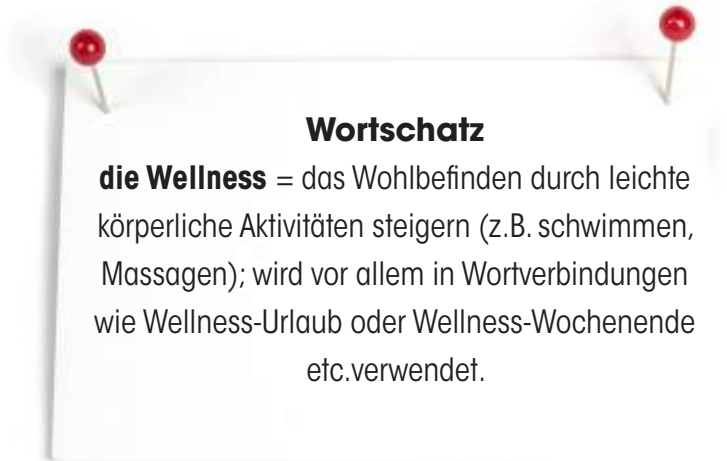 Wortschatz
die Wellness = das Wohlbefinden durch leichte
körperliche Aktivitäten steigern (z.B. schwimmen,
Massagen); wird vor allem in Wortverbindungen
wie Wellness-Urlaub oder Wellness-Wochenende
etc.verwendet.